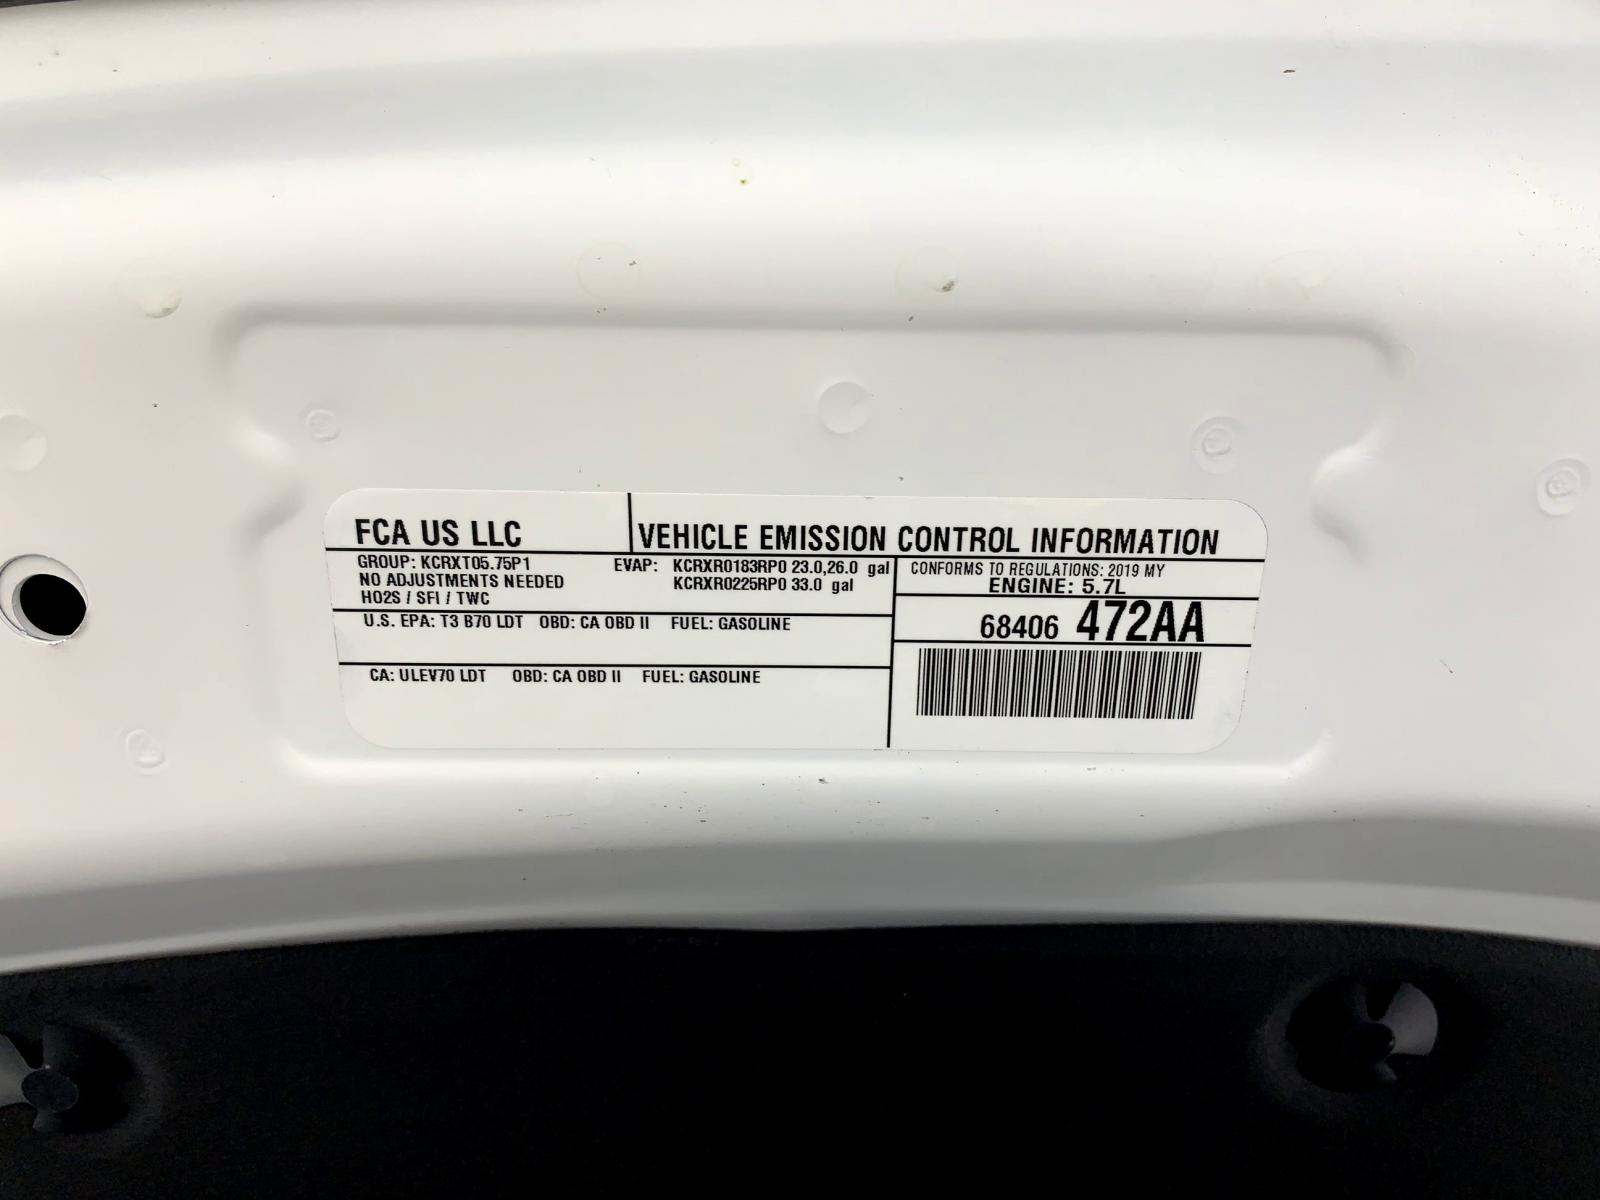 FCA US LLC
VEHICLE EMISSION CONTROL INFORMATION
GROUP: KCRXT05.75P1
NO ADJUSTMENTS NEEDED
HO2S / SFI / TWC
EVAP: KCRXR0183RP0 23.0,26.0 gal
KCRXR0225RP0 33.0 gal
CONFORMS TO REGULATIONS: 2019 MY
ENGINE: 5.7L
U.S. EPA: T3 B70 LDT OBD: CA OBD II FUEL: GASOLINE
68406 472AA
CA: ULEV70 LDT OBD: CA OBD II FUEL: GASOLINE